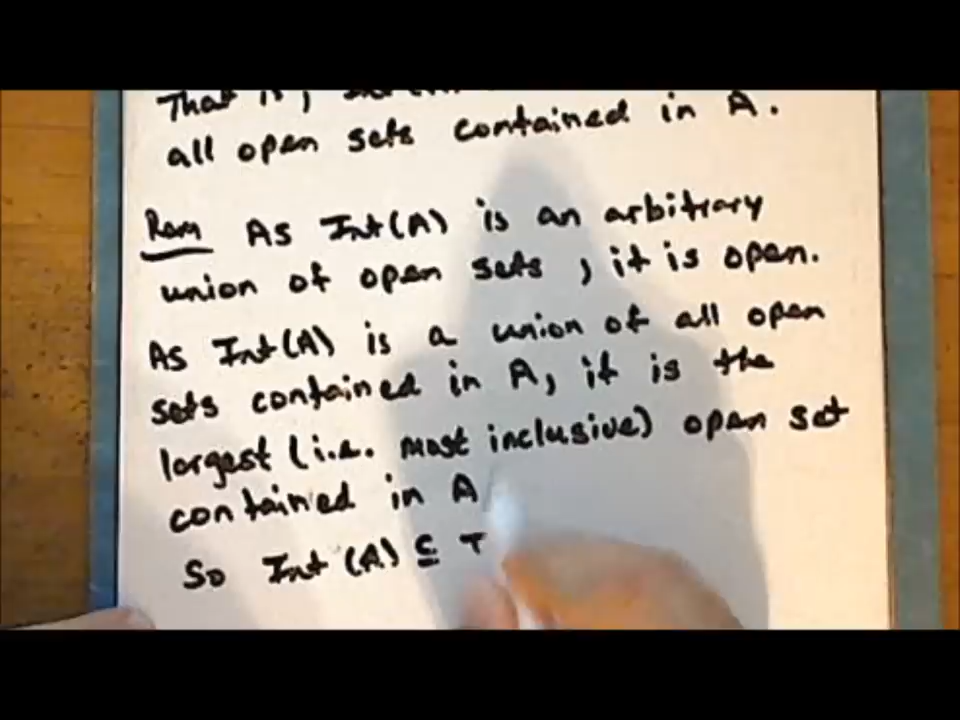 That is,
all open sets contained in A.
Rem As Int(A) is an arbitrary
union of open sets, it is open.
As Int(A) is a union of all open
sets contained in A, it is the
largest (i.e. most inclusive) open set
contained in A
So Int (A) ⊆